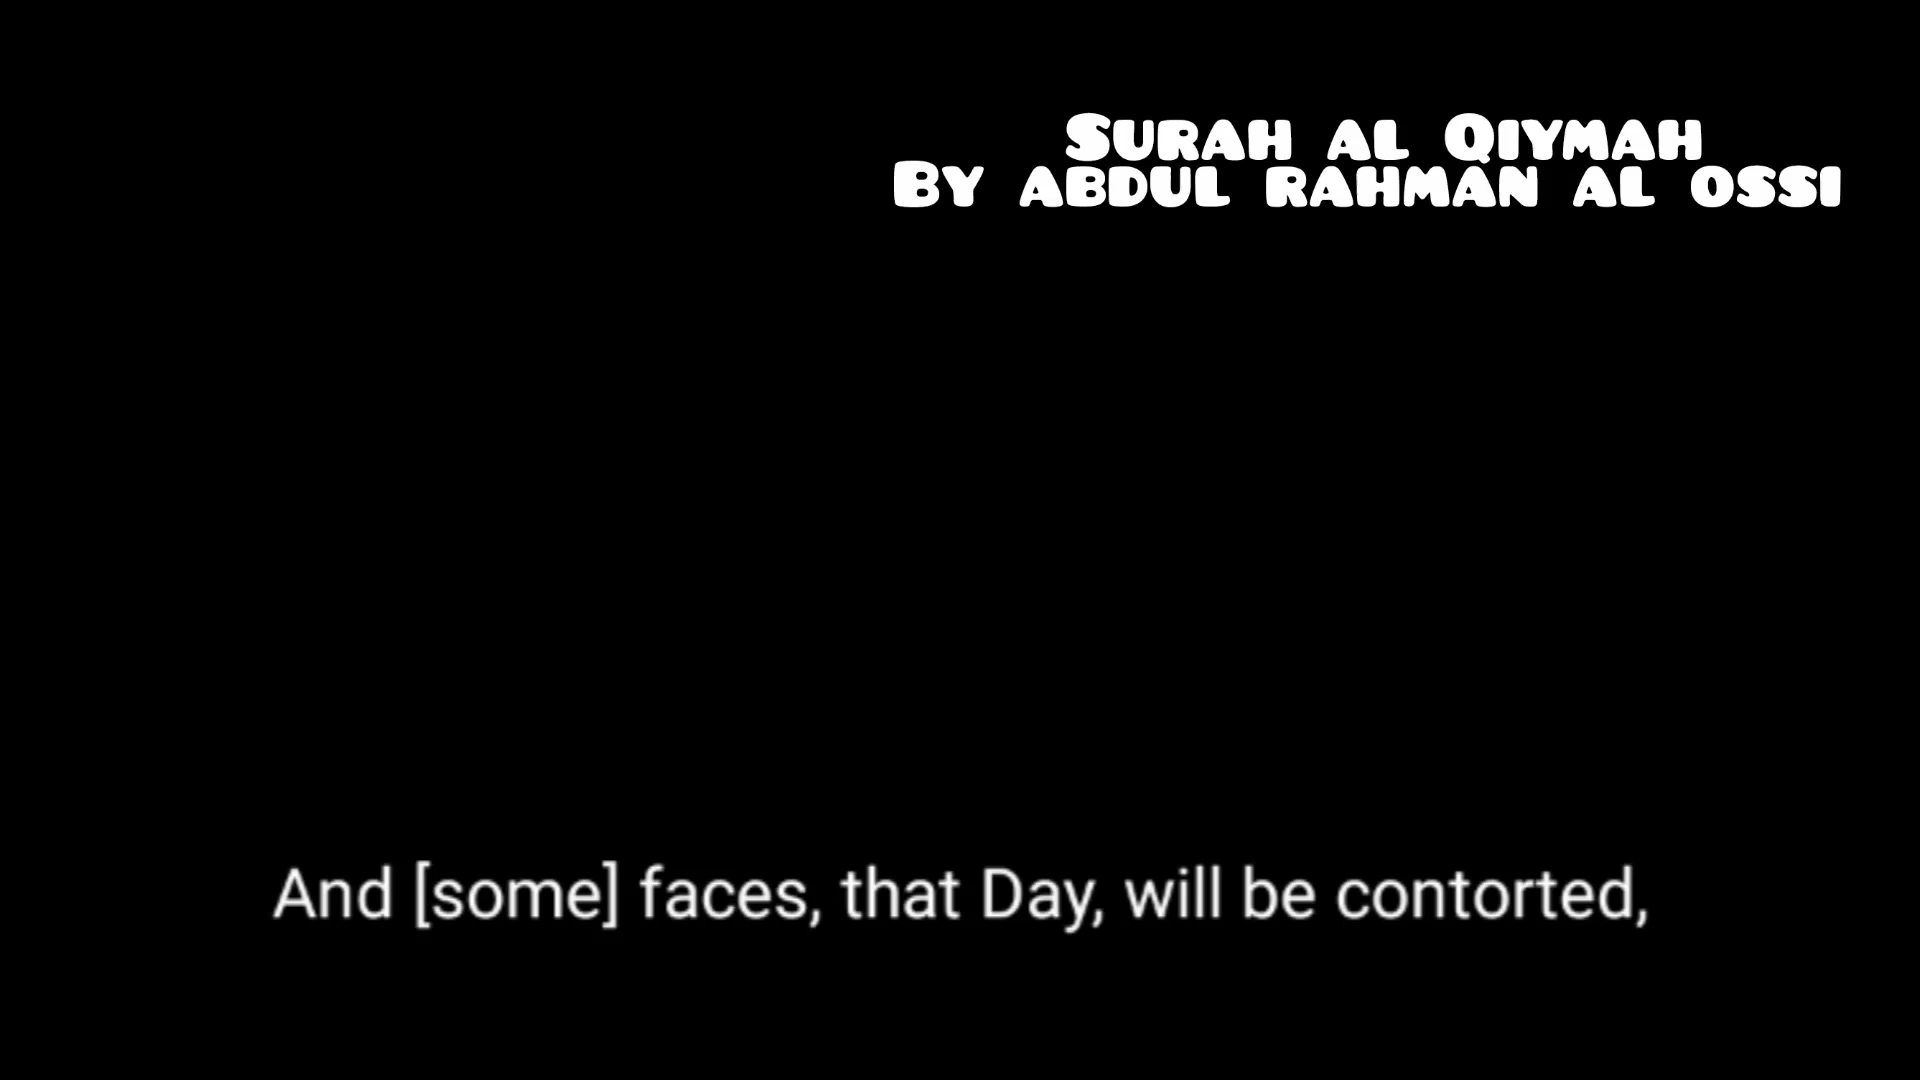 Surah al Qiymah
By abdul rahman al ossi
And [some] faces, that Day, will be contorted,